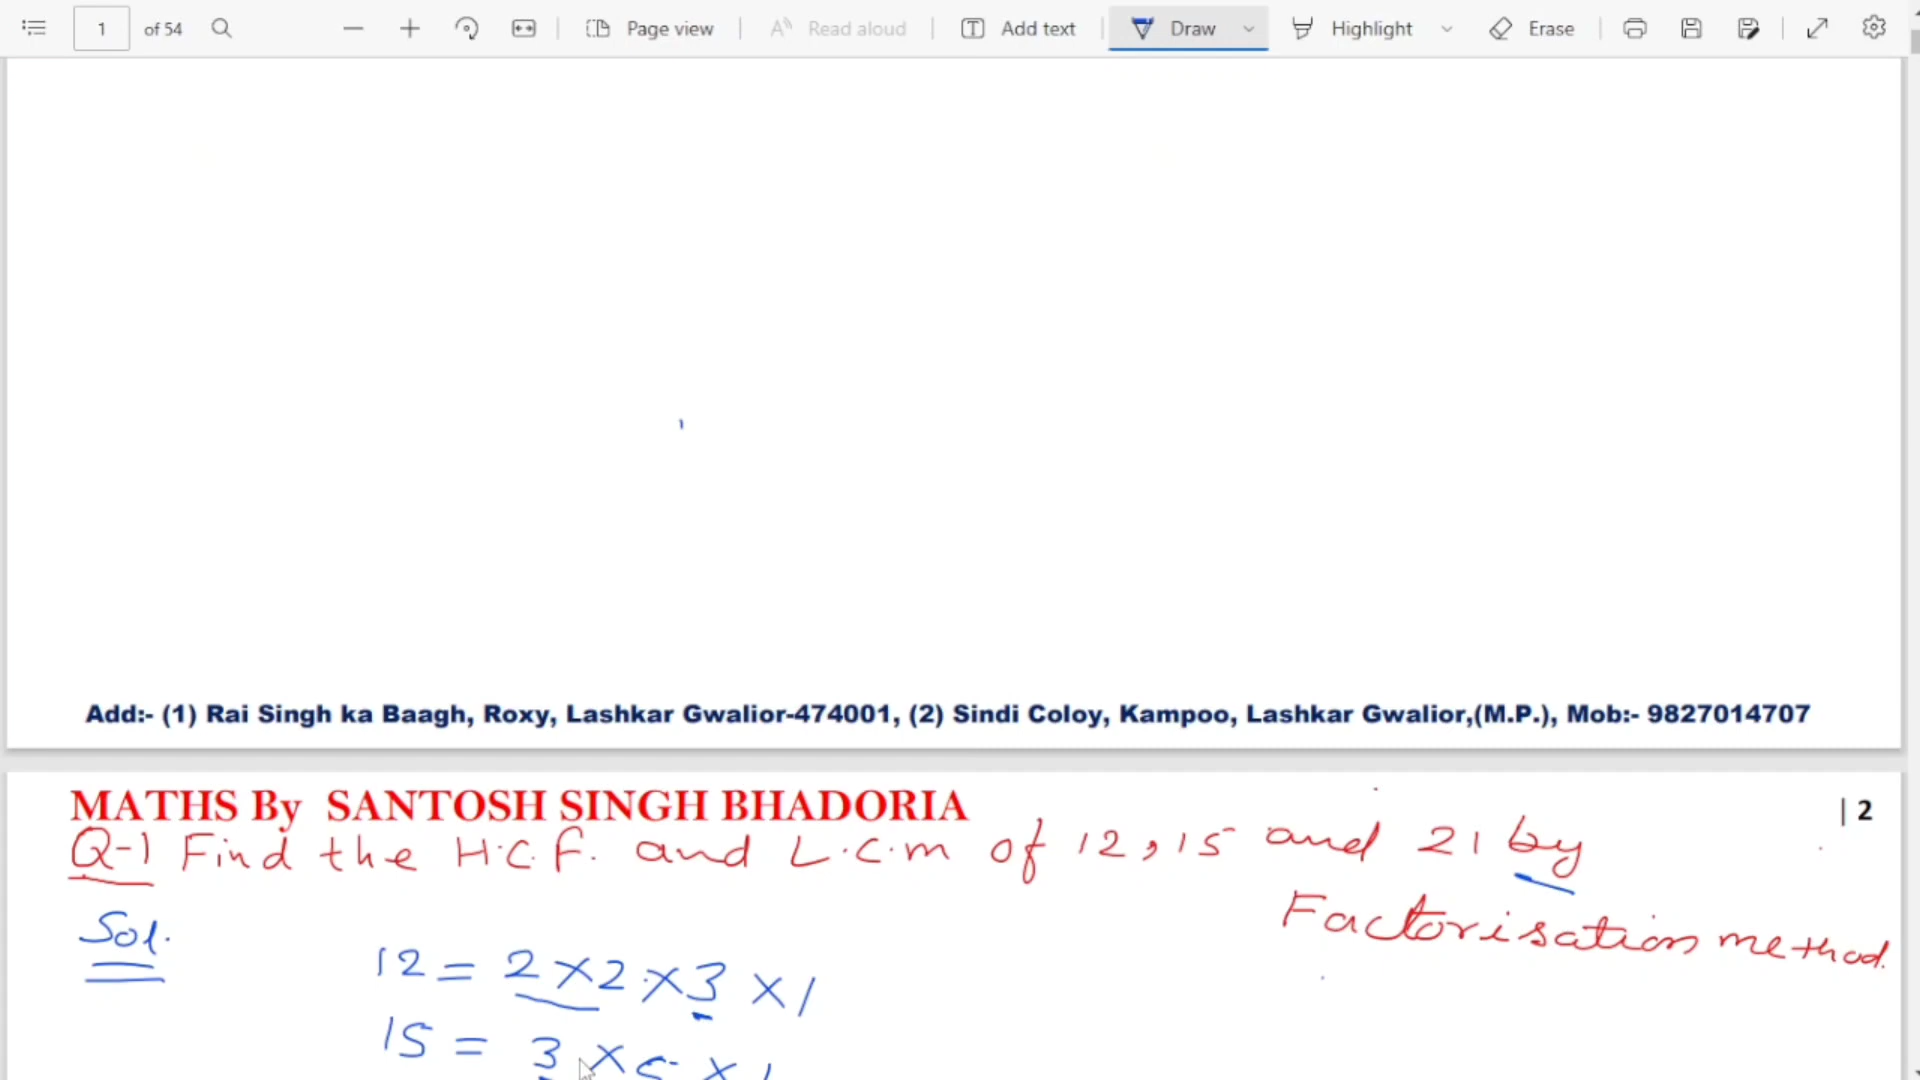 1 of 54 Page view Read aloud Add text Draw Highlight Erase
Add:- (1) Rai Singh ka Baagh, Roxy, Lashkar Gwalior-474001, (2) Sindi Coloy, Kampoo, Lashkar Gwalior,(M.P.), Mob:- 9827014707
MATHS By SANTOSH SINGH BHADORIA | 2
Q-1 Find the H.C.F. and L.C.M of 12, 15 and 21 by
Factorisation method.
Sol.
12 = 2 × 2 × 3 × 1
15 = 3 × 5 × 1